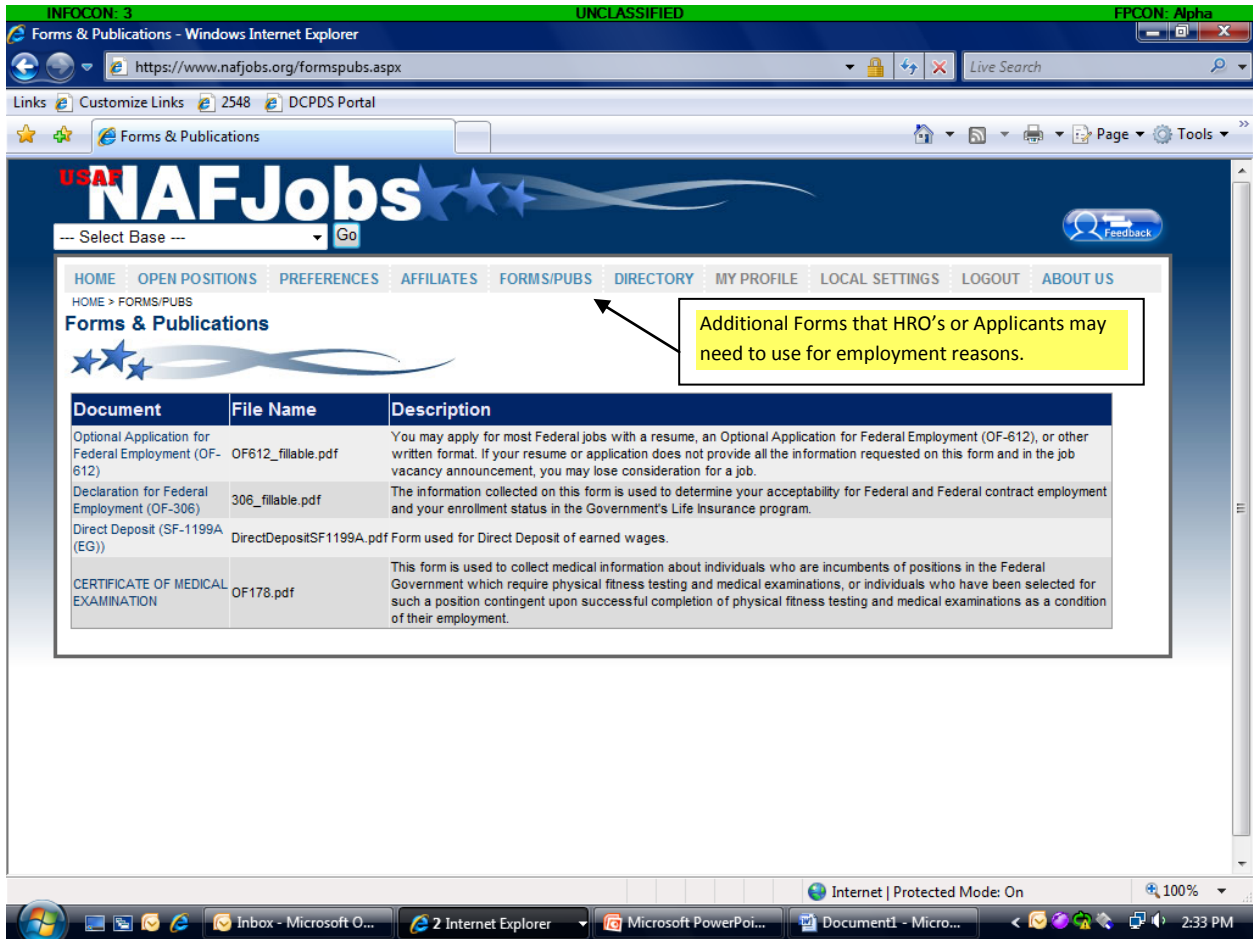 INFOCON: 3 UNCLASSIFIED FPCON: Alpha
Forms & Publications - Windows Internet Explorer
https://www.nafjobs.org/formspubs.aspx Live Search
Links Customize Links 2548 DCPDS Portal
Forms & Publications Page Tools
USAF
NAFJobs
--- Select Base --- Go Feedback
HOME OPEN POSITIONS PREFERENCES AFFILIATES FORMS/PUBS DIRECTORY MY PROFILE LOCAL SETTINGS LOGOUT ABOUT US
HOME > FORMS/PUBS
Forms & Publications
Additional Forms that HRO's or Applicants may
need to use for employment reasons.
Document File Name Description
Optional Application for
Federal Employment (OF-
612)
OF612_fillable.pdf
You may apply for most Federal jobs with a resume, an Optional Application for Federal Employment (OF-612), or other
written format. If your resume or application does not provide all the information requested on this form and in the job
vacancy announcement, you may lose consideration for a job.
Declaration for Federal
Employment (OF-306)
306_fillable.pdf
The information collected on this form is used to determine your acceptability for Federal and Federal contract employment
and your enrollment status in the Government's Life Insurance program.
Direct Deposit (SF-1199A
(EG))
DirectDepositSF1199A.pdf
Form used for Direct Deposit of earned wages.
CERTIFICATE OF MEDICAL
EXAMINATION
OF178.pdf
This form is used to collect medical information about individuals who are incumbents of positions in the Federal
Government which require physical fitness testing and medical examinations, or individuals who have been selected for
such a position contingent upon successful completion of physical fitness testing and medical examinations as a condition
of their employment.
Internet | Protected Mode: On 100%
Inbox - Microsoft O... 2 Internet Explorer Microsoft PowerPoi... Document1 - Micro... 2:33 PM